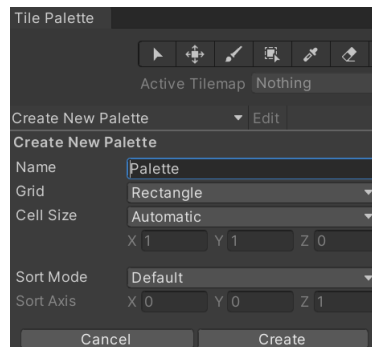 Tile Palette
Active Tilemap Nothing
Create New Palette Edit
Create New Palette
Name Palette
Grid Rectangle
Cell Size Automatic
X 1 Y 1 Z 0
Sort Mode Default
Sort Axis X 0 Y 0 Z 1
Cancel Create